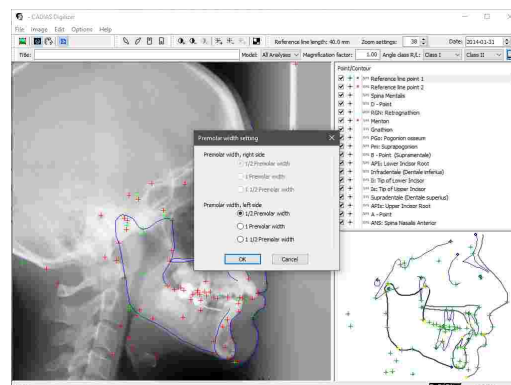 - CADIAS Digitizer
File Image Edit Options Help
Reference line length: 40.0 mm Zoom settings: 38 Date: 2014-01-31
Title: Model: All Analyses Magnification factor: 1.00 Angle class R/L: Class I Class II
Point/Contour
Reference line point 1
Reference line point 2
Spina Mentalis
D - Point
RGN: Retrognathion
Menton
Gnathion
PGo: Pogonion osseum
Pm: Suprapogonion
B - Point (Supramentale)
APIi: Lower Incisor Root
Infradentale (Dentale inferius)
Ii: Tip of Lower Incisor
Is: Tip of Upper Incisor
Supradentale (Dentale superius)
APIs: Upper Incisor Root
A - Point
ANS: Spina Nasalis Anterior
Premolar width setting
Premolar width, right side
1/2 Premolar width
1 Premolar width
1 1/2 Premolar width
Premolar width, left side
1/2 Premolar width
1 Premolar width
1 1/2 Premolar width
OK Cancel